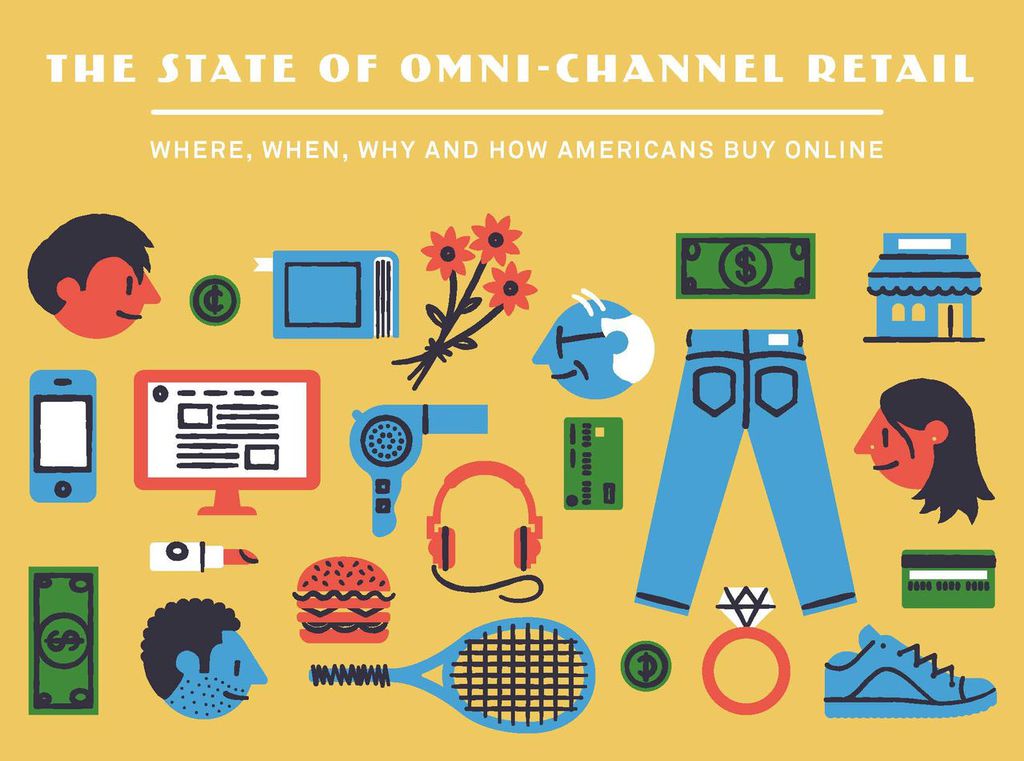 THE STATE OF OMNI-CHANNEL RETAIL
WHERE, WHEN, WHY AND HOW AMERICANS BUY ONLINE
¢
$
$